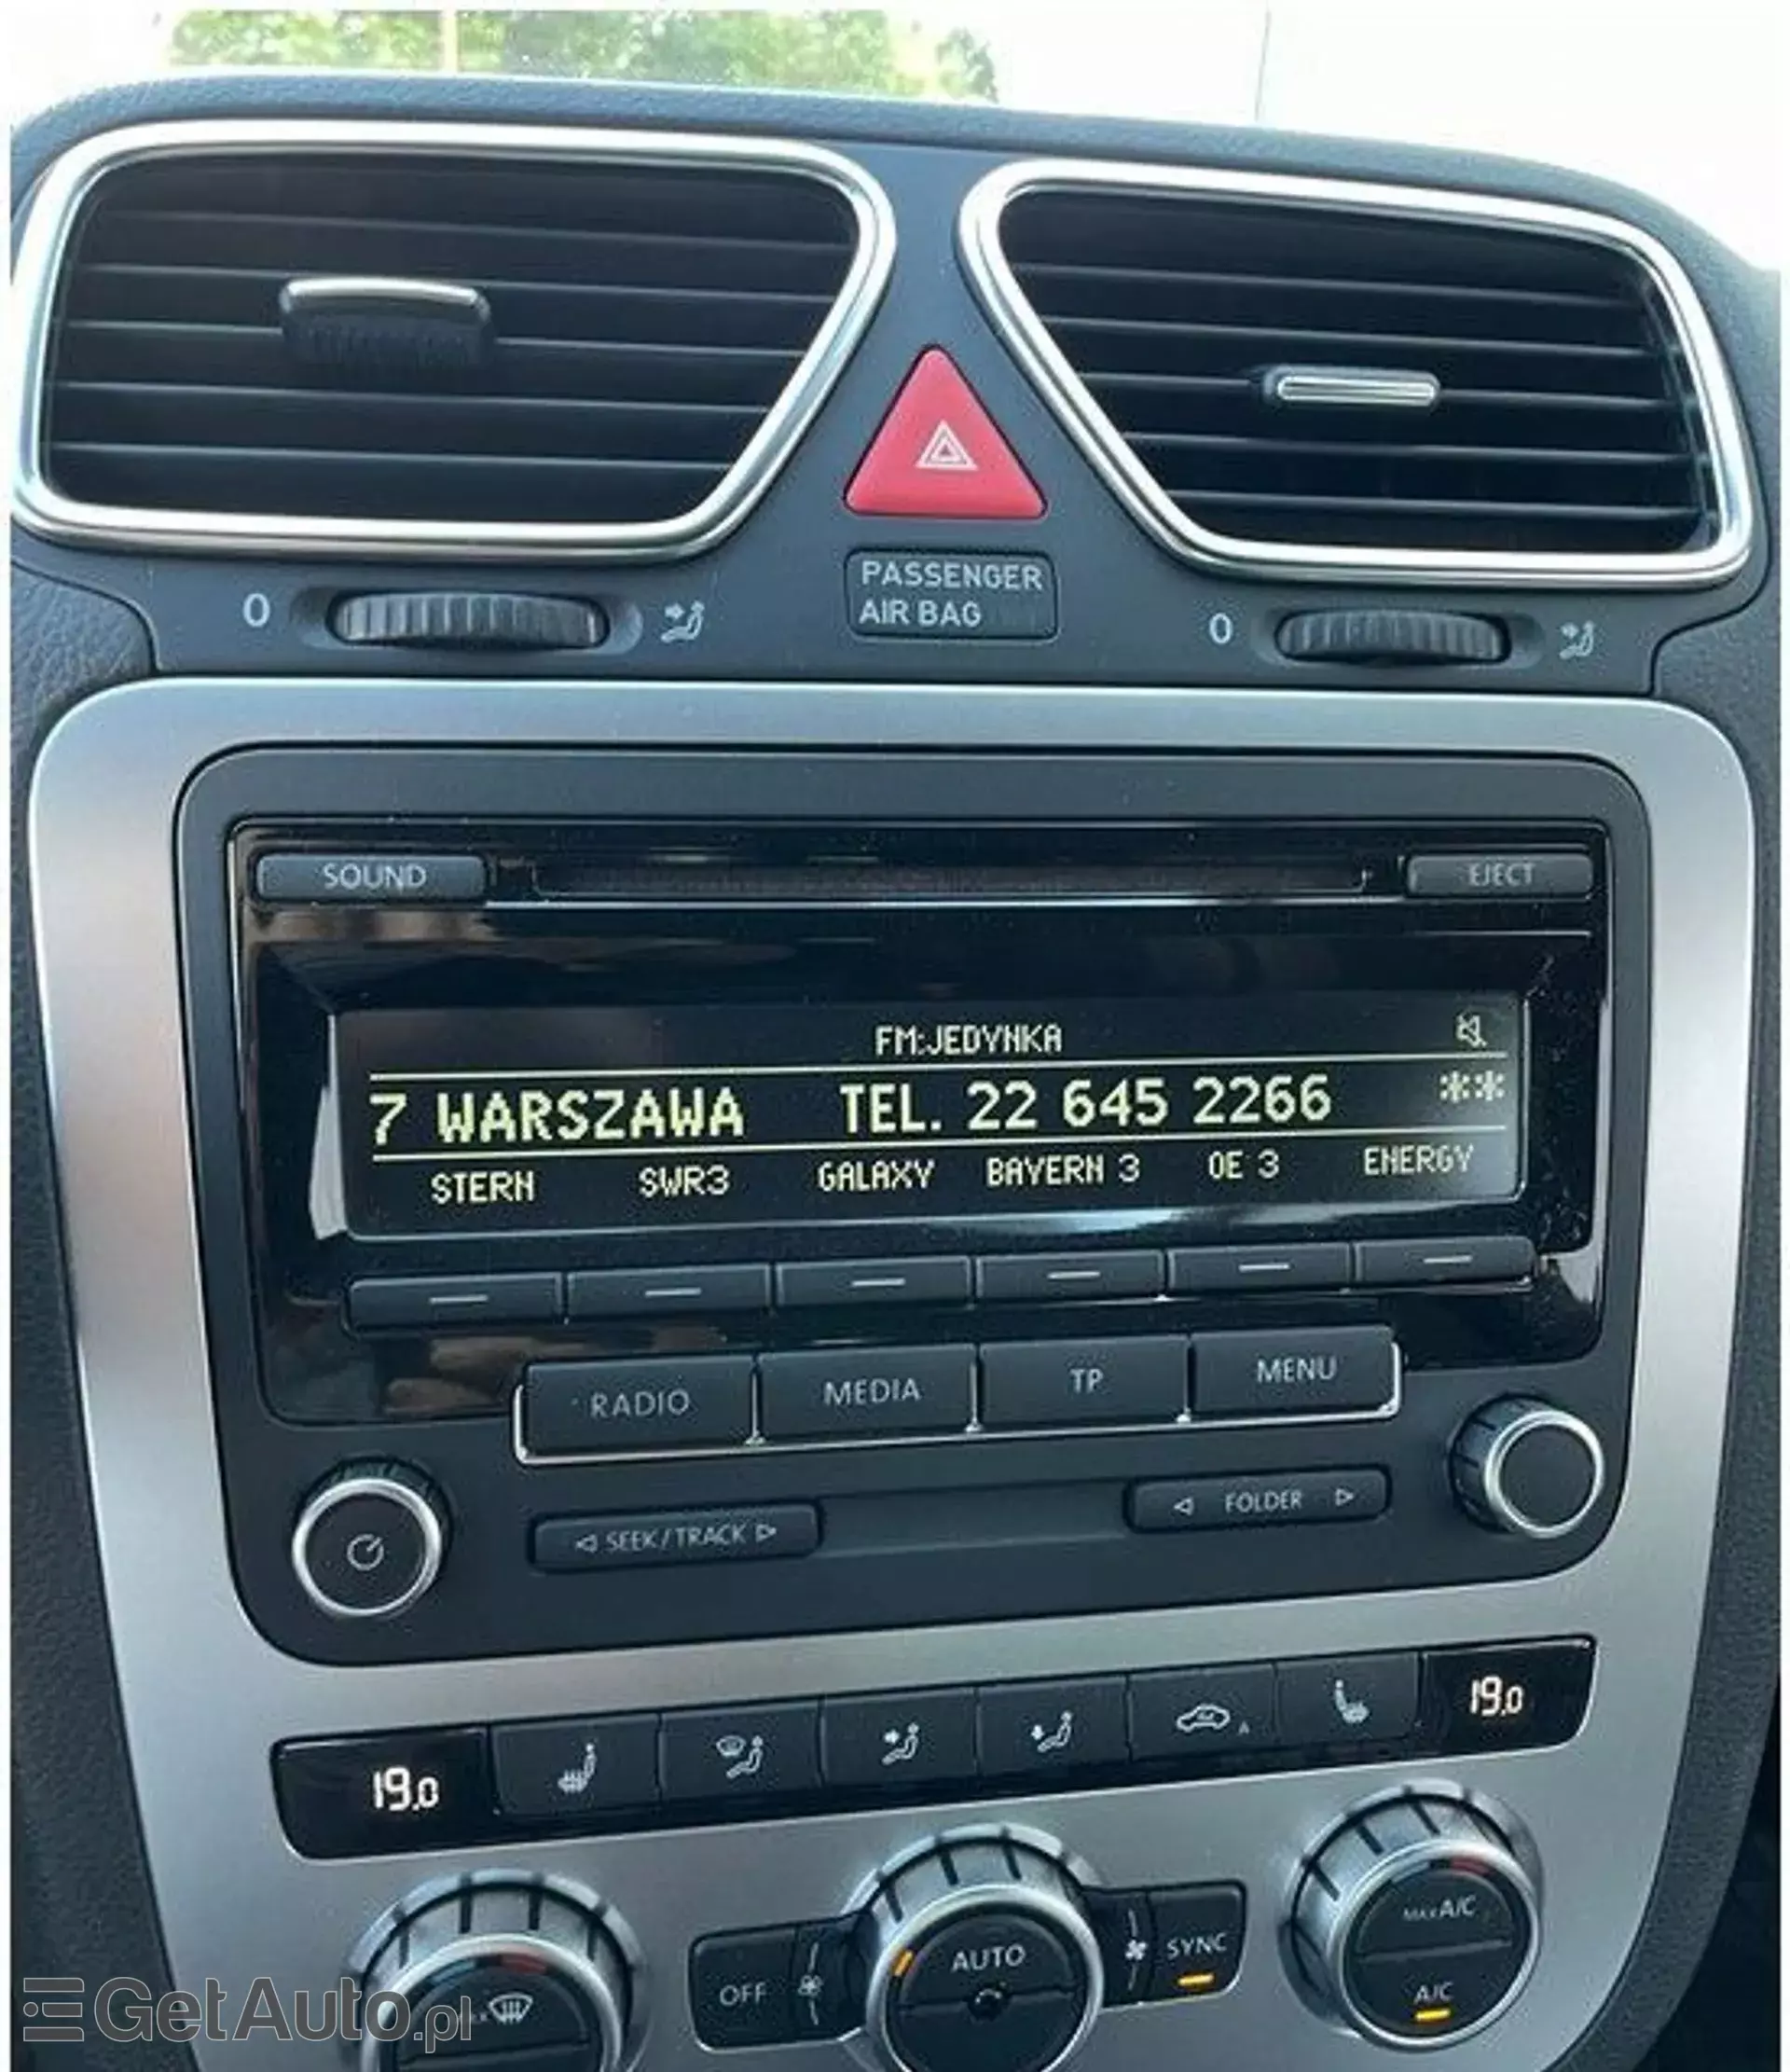 0
PASSENGER
AIR BAG
0
SOUND
EJECT
FM:JEDYNKA
7 WARSZAWA TEL. 22 645 2266 **
STERN SWR3 GALAXY BAYERN 3 OE 3 ENERGY
RADIO MEDIA TP MENU
SEEK/TRACK
FOLDER
19.0
A
19.0
OFF
AUTO
SYNC
MAX A/C
A/C
GetAuto.pl